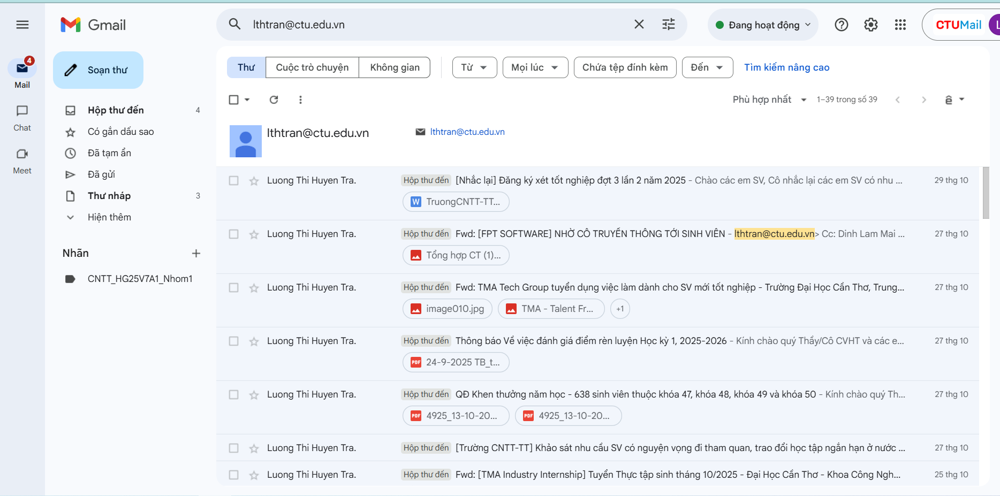 Gmail
lthtran@ctu.edu.vn
Đang hoạt động
CTUMail
L
4
Mail
Chat
Meet
Soạn thư
Hộp thư đến 4
Có gắn dấu sao
Đã tạm ẩn
Đã gửi
Thư nháp 3
Hiện thêm
Nhãn
CNTT_HG25V7A1_Nhom1
Thư Cuộc trò chuyện Không gian Từ Mọi lúc Chứa tệp đính kèm Đến Tìm kiếm nâng cao
Phù hợp nhất 1–39 trong số 39 ê
lthtran@ctu.edu.vn lthtran@ctu.edu.vn
Luong Thi Huyen Tra. Hộp thư đến [Nhắc lại] Đăng ký xét tốt nghiệp đợt 3 lần 2 năm 2025 - Chào các em SV, Cô nhắc lại các em SV có nhu ... 29 thg 10
W TruongCNTT-TT...
Luong Thi Huyen Tra. Hộp thư đến Fwd: [FPT SOFTWARE] NHỜ CÔ TRUYỀN THÔNG TỚI SINH VIÊN - lthtran@ctu.edu.vn> Cc: Dinh Lam Mai ... 27 thg 10
Tổng hợp CT (1)...
Luong Thi Huyen Tra. Hộp thư đến Fwd: TMA Tech Group tuyển dụng việc làm dành cho SV mới tốt nghiệp - Trường Đại Học Cần Thơ, Trung... 27 thg 10
image010.jpg TMA - Talent Fr... +1
Luong Thi Huyen Tra. Hộp thư đến Thông báo Về việc đánh giá điểm rèn luyện Học kỳ 1, 2025-2026 - Kính chào quý Thầy/Cô CVHT và các e... 27 thg 10
PDF 24-9-2025 TB_t...
Luong Thi Huyen Tra. Hộp thư đến QĐ Khen thưởng năm học - 638 sinh viên thuộc khóa 47, khóa 48, khóa 49 và khóa 50 - Kính chào quý Th... 27 thg 10
PDF 4925_13-10-20... PDF 4925_13-10-20...
Luong Thi Huyen Tra. Hộp thư đến [Trường CNTT-TT] Khảo sát nhu cầu SV có nguyện vọng đi tham quan, trao đổi học tập ngắn hạn ở nước ... 27 thg 10
Luong Thi Huyen Tra. Hộp thư đến Fwd: [TMA Industry Internship] Tuyển Thực tập sinh tháng 10/2025 - Đại Học Cần Thơ - Khoa Công Ngh... 25 thg 10